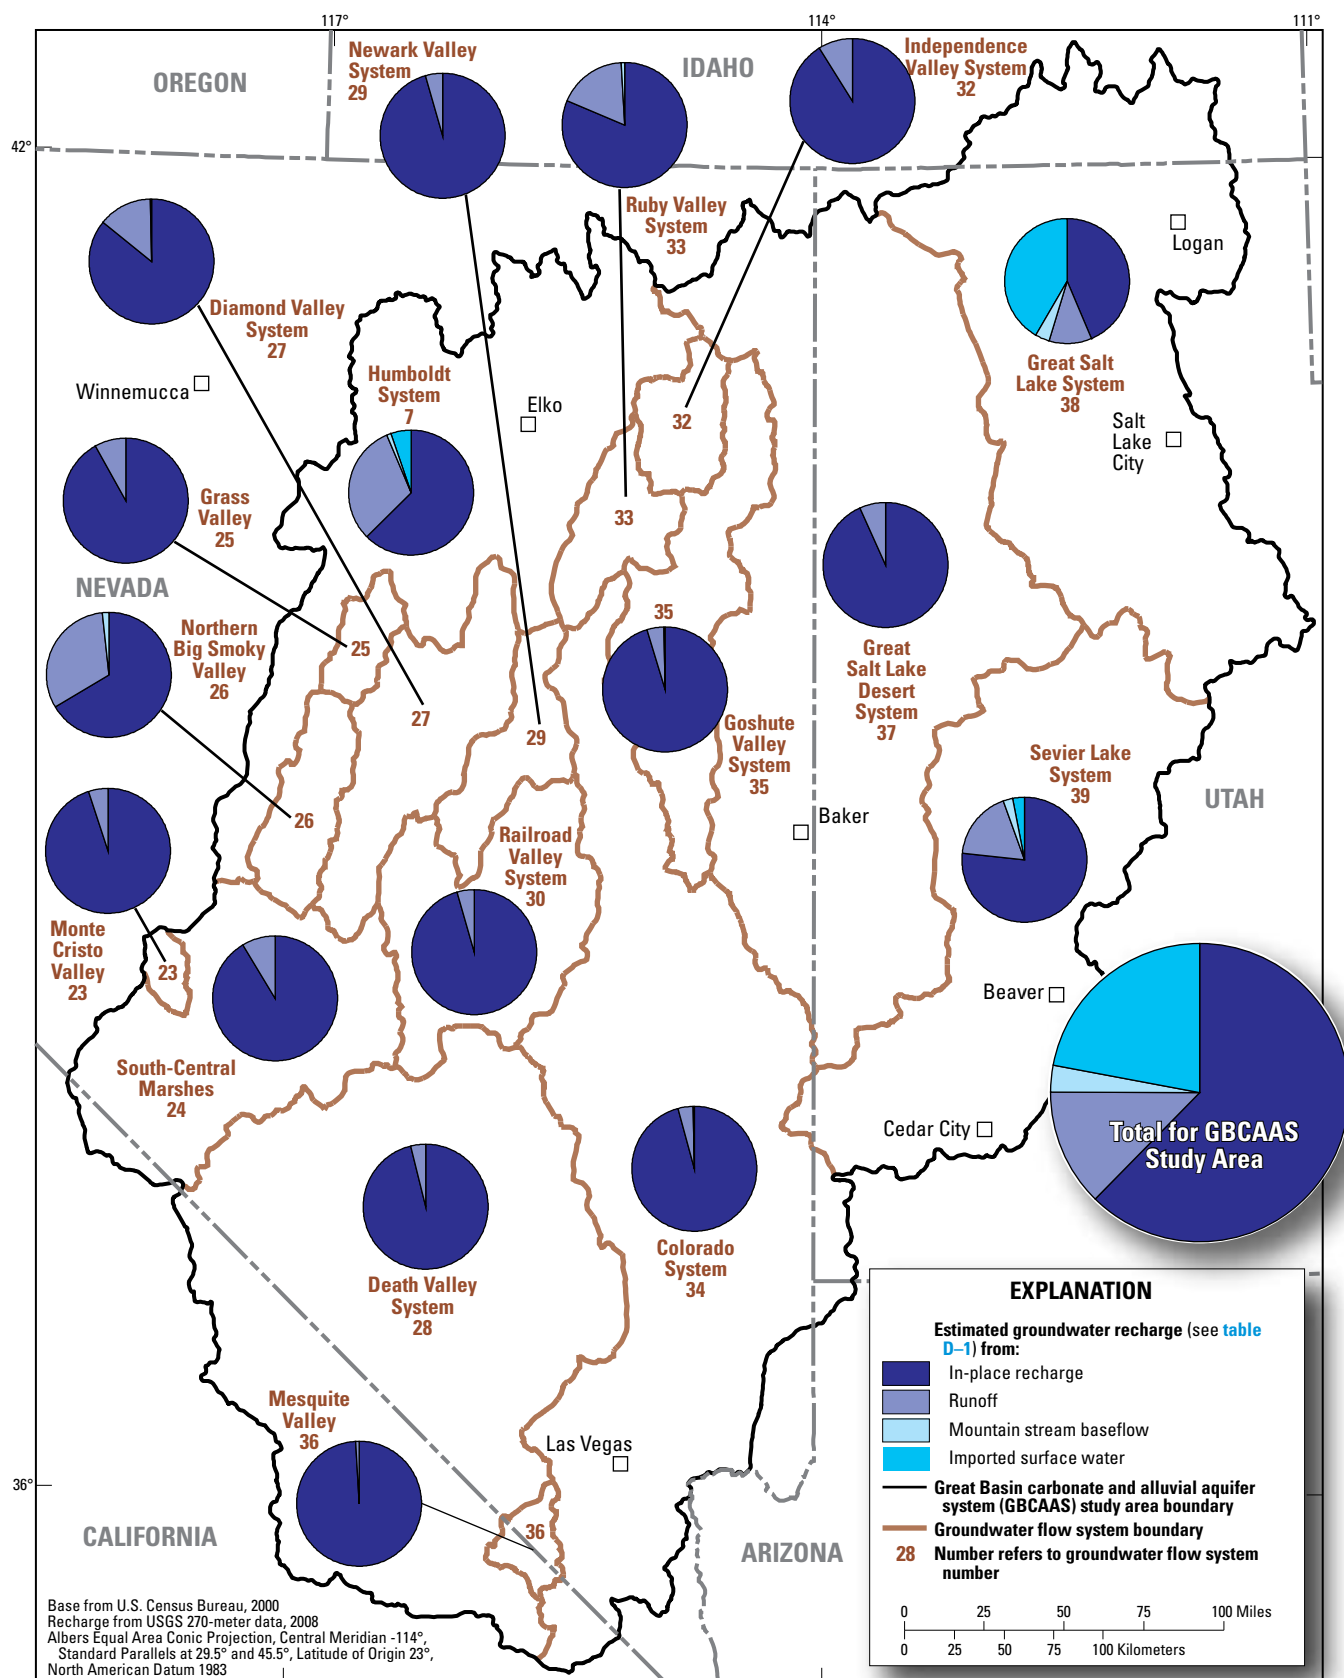 117°
114°
111°
OREGON
Newark Valley
System
29
IDAHO
Independence
Valley System
32
42°
Ruby Valley
System
33
Logan
Diamond Valley
System
27
Great Salt
Lake System
38
Winnemucca
Humboldt
System
7
Elko
32
Salt
Lake
City
Grass
Valley
25
33
NEVADA
35
Northern
Big Smoky
Valley
26
25
Great
Salt Lake
Desert
System
37
27
29
Goshute
Valley
System
35
Sevier Lake
System
39
UTAH
26
Baker
Railroad
Valley
System
30
Monte
Cristo
Valley
23
23
Beaver
South-Central
Marshes
24
Cedar City
Total for GBCAAS
Study Area
Colorado
System
34
Death Valley
System
28
Mesquite
Valley
36
Las Vegas
36°
36
CALIFORNIA
ARIZONA
EXPLANATION
Estimated groundwater recharge (see table
D–1) from:
In-place recharge
Runoff
Mountain stream baseflow
Imported surface water
Great Basin carbonate and alluvial aquifer
system (GBCAAS) study area boundary
Groundwater flow system boundary
28 Number refers to groundwater flow system
number
0 25 50 75 100 Miles
0 25 50 75 100 Kilometers
Base from U.S. Census Bureau, 2000
Recharge from USGS 270-meter data, 2008
Albers Equal Area Conic Projection, Central Meridian -114°,
Standard Parallels at 29.5° and 45.5°, Latitude of Origin 23°,
North American Datum 1983